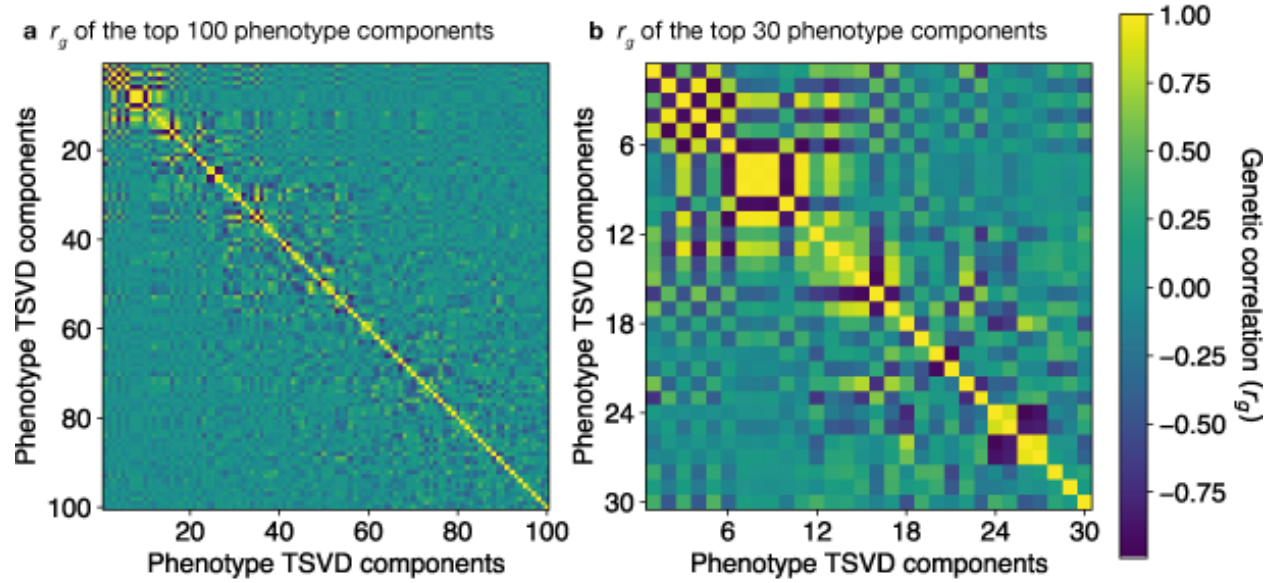 a r_g of the top 100 phenotype components
Phenotype TSVD components
20
40
60
80
100
20 40 60 80 100
Phenotype TSVD components
b r_g of the top 30 phenotype components
Phenotype TSVD components
6
12
18
24
30
6 12 18 24 30
Phenotype TSVD components
1.00
0.75
0.50
0.25
0.00
−0.25
−0.50
−0.75
Genetic correlation (r_g)